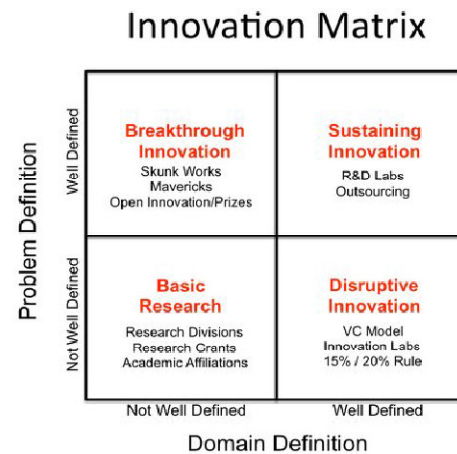 Innovation Matrix
Problem Definition
Well Defined
Breakthrough
Innovation
Skunk Works
Mavericks
Open Innovation/Prizes
Sustaining
Innovation
R&D Labs
Outsourcing
Not Well Defined
Basic
Research
Research Divisions
Research Grants
Academic Affiliations
Disruptive
Innovation
VC Model
Innovation Labs
15% / 20% Rule
Not Well Defined
Well Defined
Domain Definition